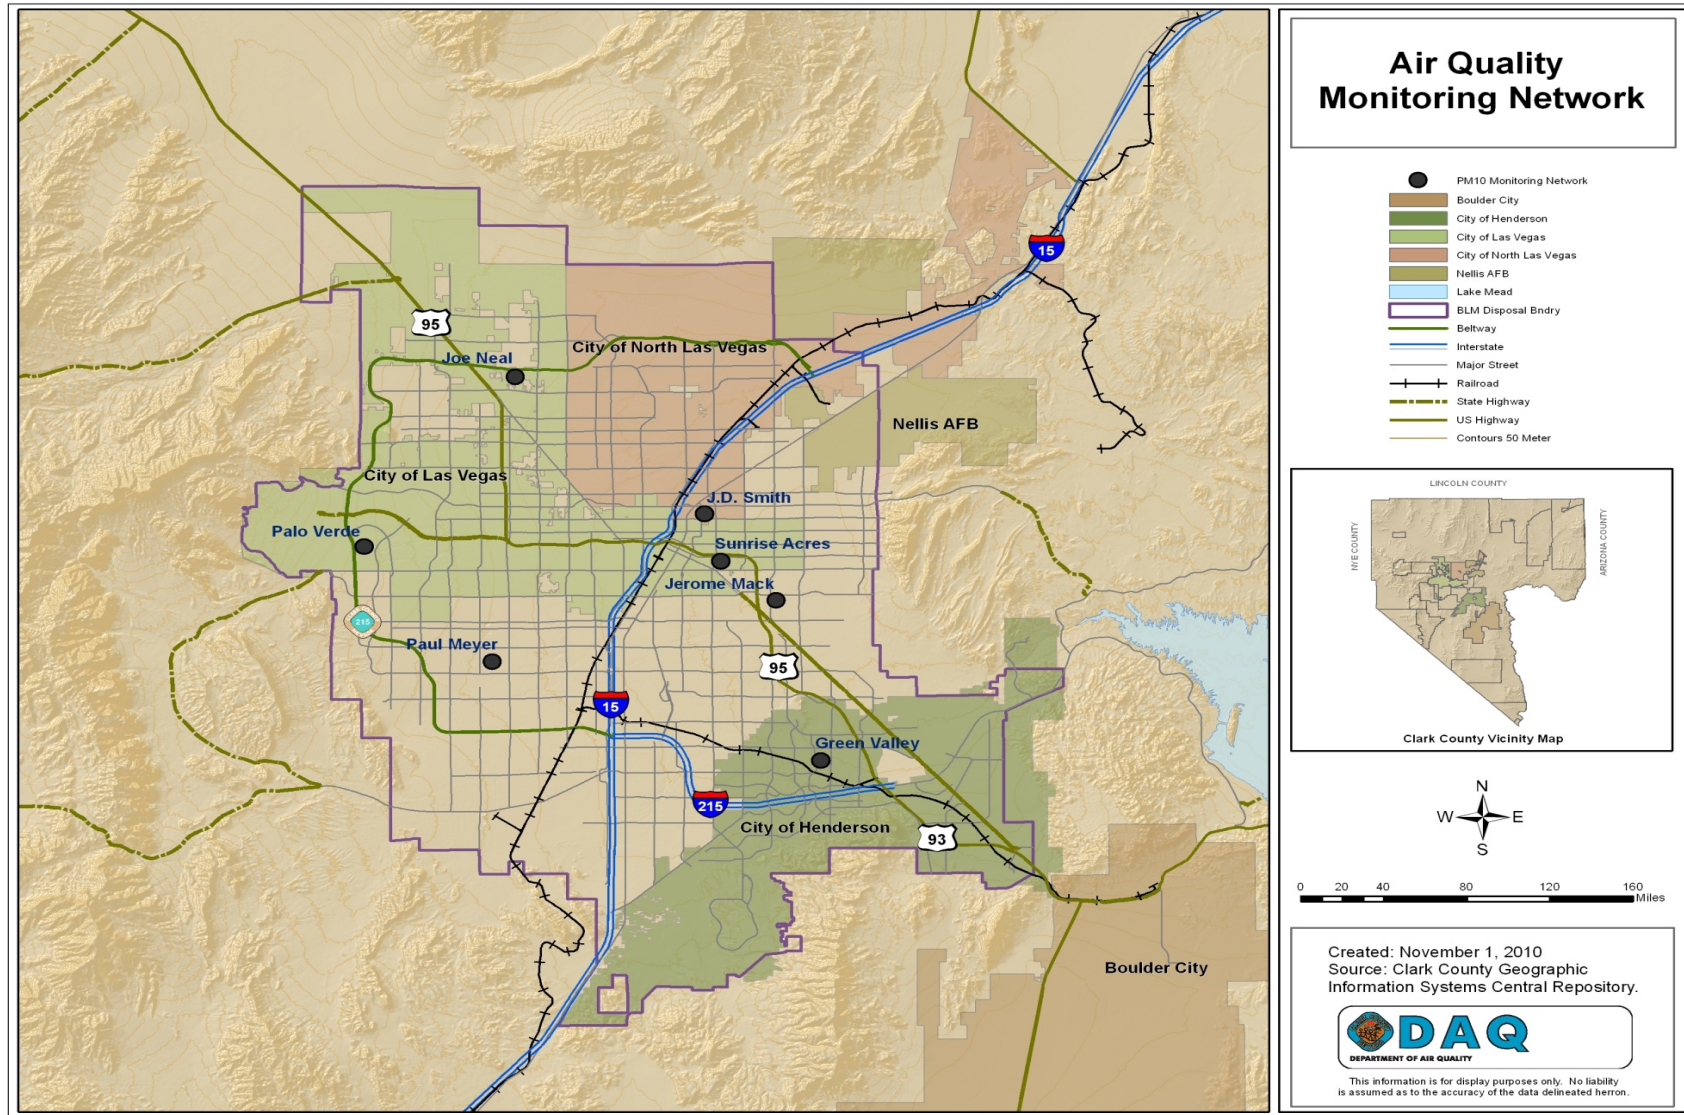 Air Quality
Monitoring Network
PM10 Monitoring Network
Boulder City
City of Henderson
City of Las Vegas
City of North Las Vegas
Nellis AFB
Lake Mead
BLM Disposal Bndry
Beltway
Interstate
Major Street
Railroad
State Highway
US Highway
Contours 50 Meter
15
95
City of North Las Vegas
Joe Neal
Nellis AFB
City of Las Vegas
J.D. Smith
Palo Verde
Sunrise Acres
Jerome Mack
215
Paul Meyer
95
15
Green Valley
215
City of Henderson
93
Boulder City
LINCOLN COUNTY
NYE COUNTY
ARIZONA COUNTY
Clark County Vicinity Map
N
W E
S
0 20 40 80 120 160
Miles
Created: November 1, 2010
Source: Clark County Geographic
Information Systems Central Repository.
DAQ
DEPARTMENT OF AIR QUALITY
This information is for display purposes only. No liability
is assumed as to the accuracy of the data delineated herron.